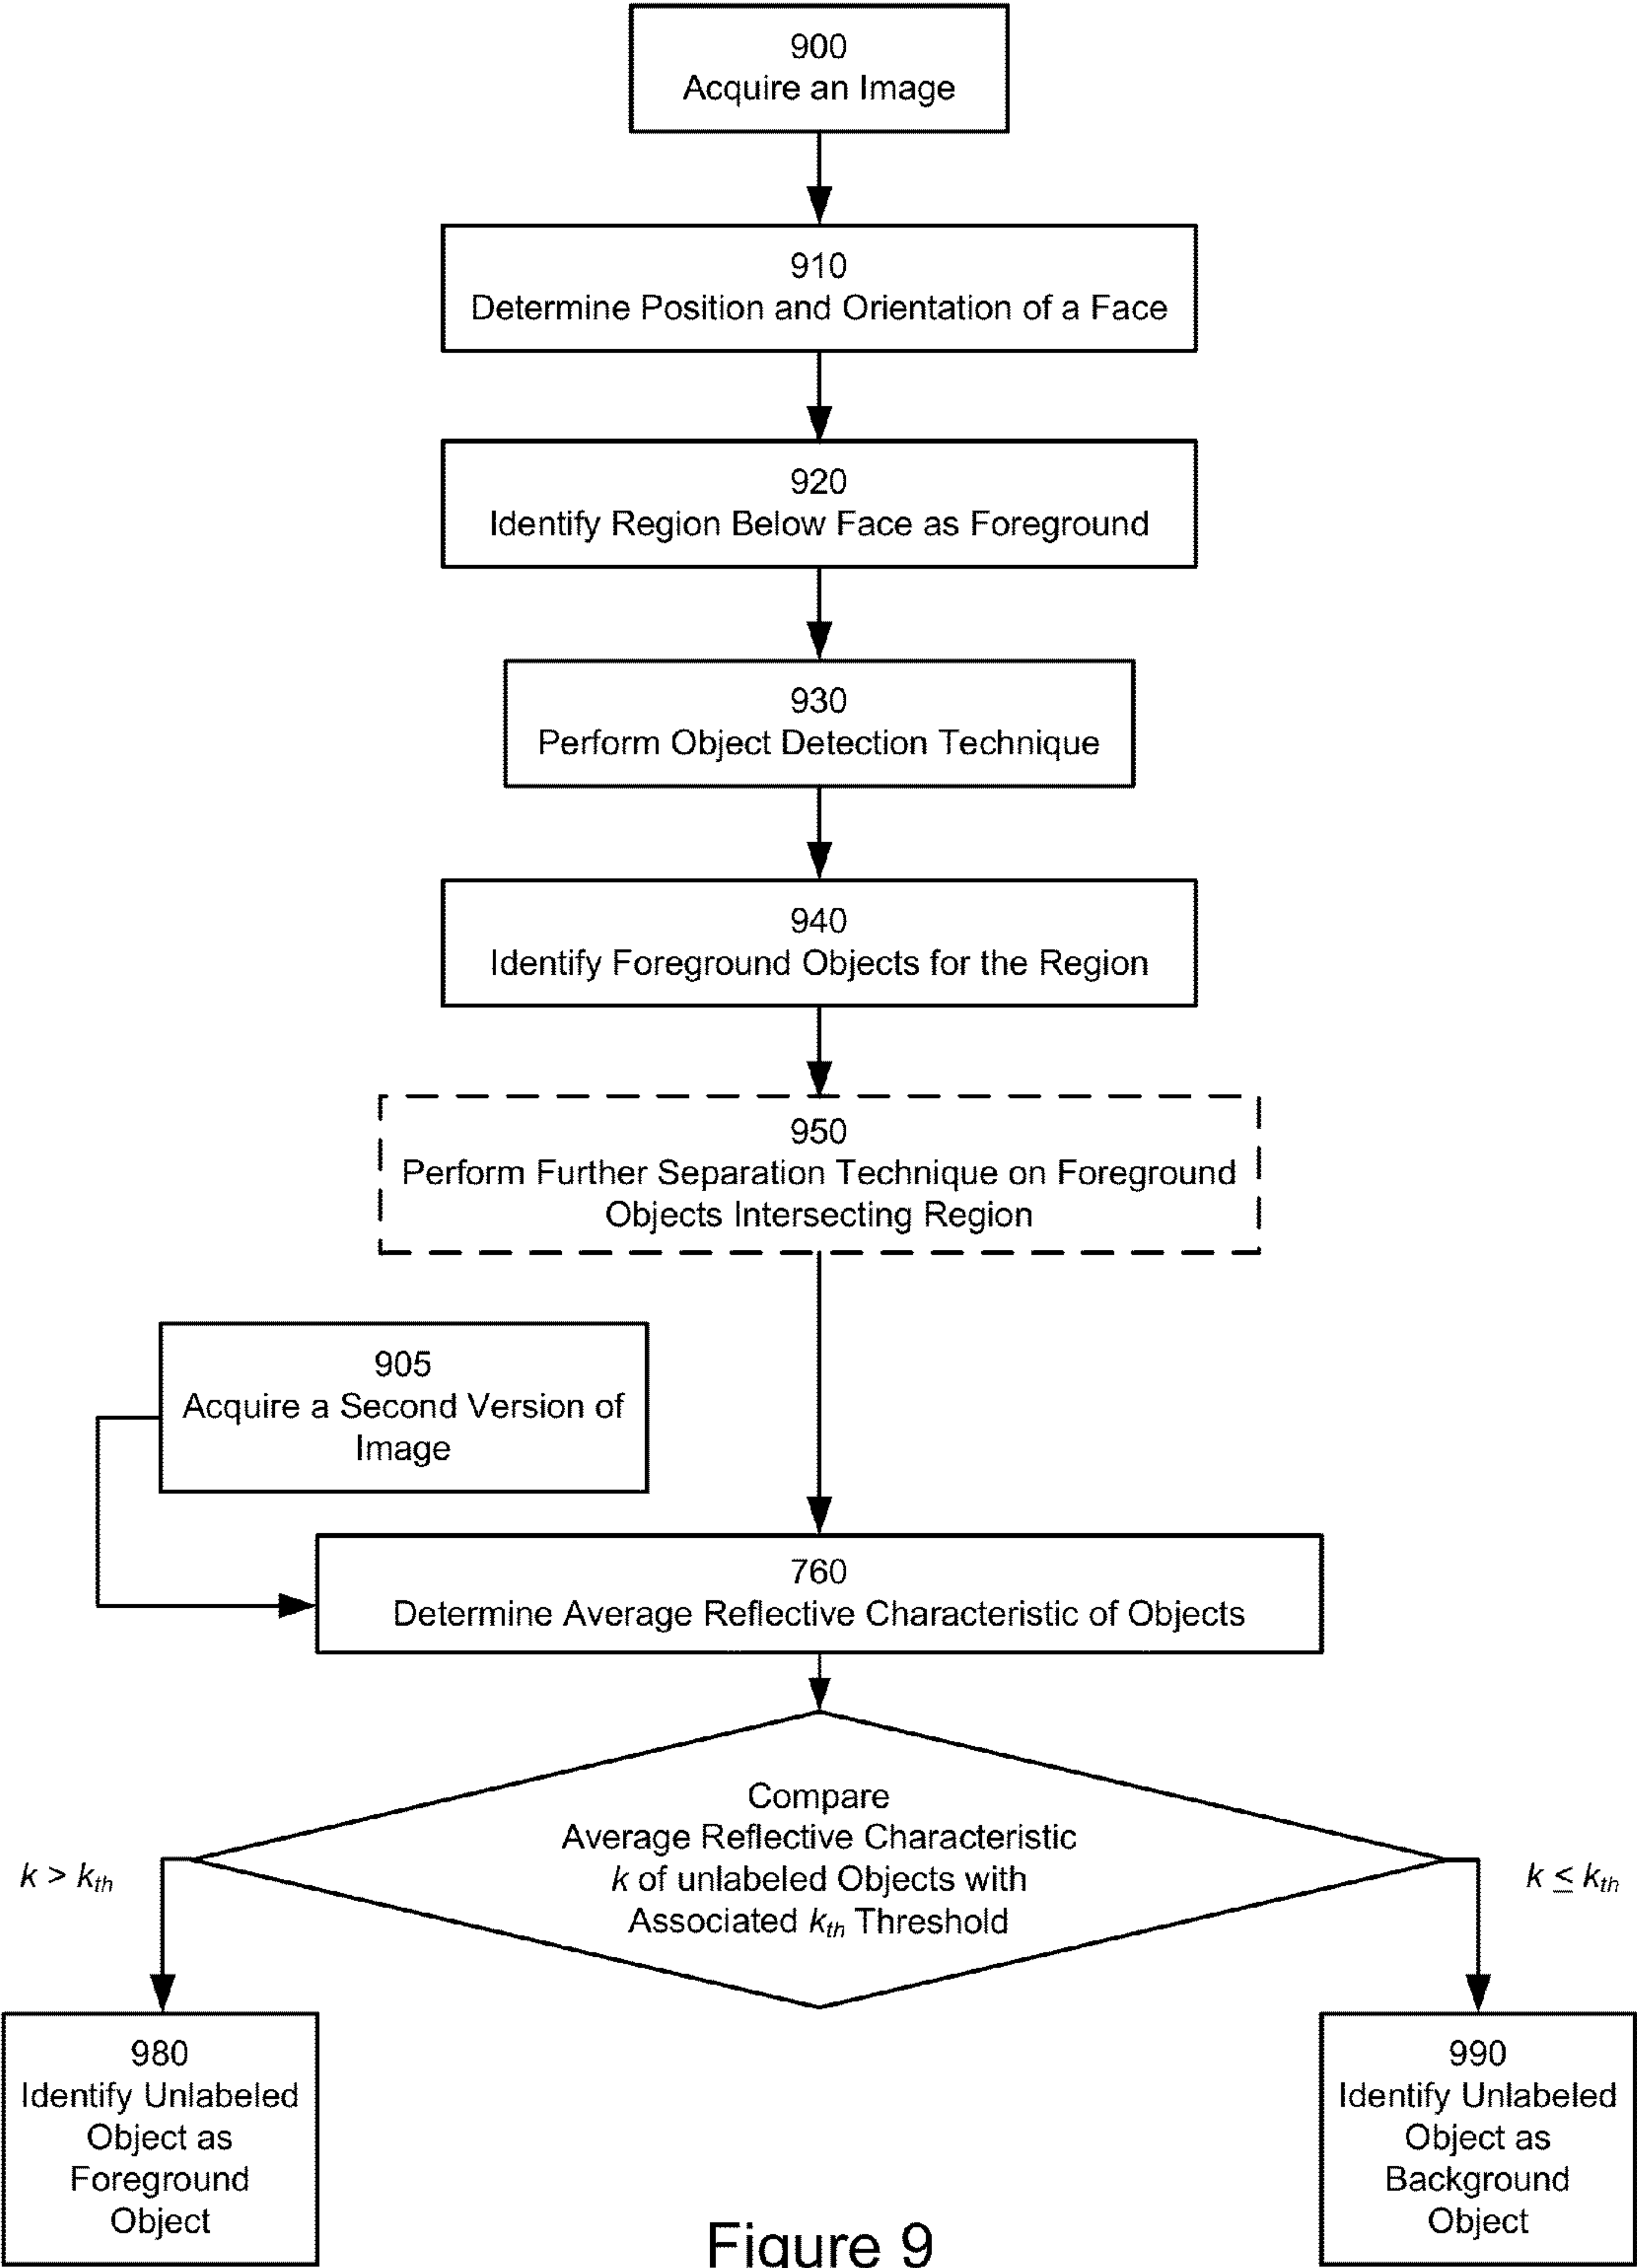 900
Acquire an Image
910
Determine Position and Orientation of a Face
920
Identify Region Below Face as Foreground
930
Perform Object Detection Technique
940
Identify Foreground Objects for the Region
950
Perform Further Separation Technique on Foreground
Objects Intersecting Region
905
Acquire a Second Version of
Image
760
Determine Average Reflective Characteristic of Objects
Compare
Average Reflective Characteristic
k of unlabeled Objects with
Associated kth Threshold
k > kth
k ≤ kth
980
Identify Unlabeled
Object as
Foreground
Object
990
Identify Unlabeled
Object as
Background
Object
Figure 9